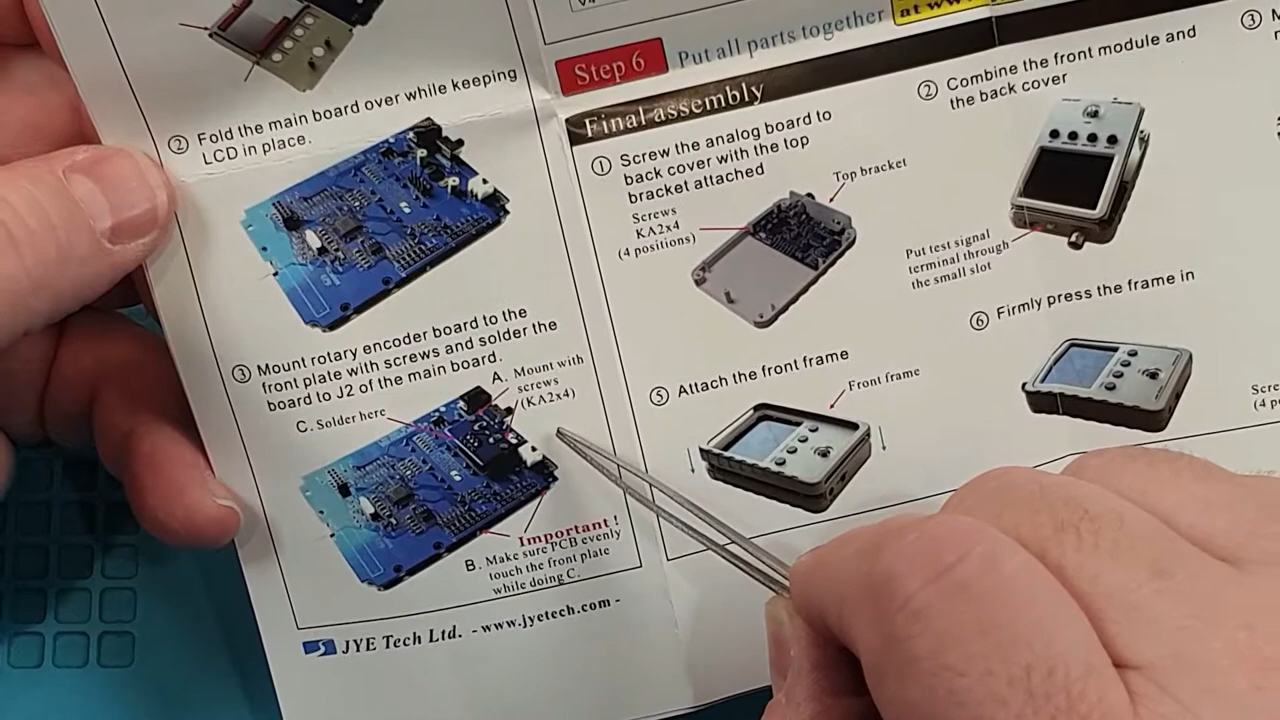 ② Fold the main board over while keeping
LCD in place.
③ Mount rotary encoder board to the
front plate with screws and solder the
board to J2 of the main board.
A. Mount with
screws
(KA2x4)
C. Solder here
Important !
B. Make sure PCB evenly
touch the front plate
while doing C.
JYE Tech Ltd. - www.jyetech.com -
Step 6
Put all parts together
at www.
Final assembly
① Screw the analog board to
back cover with the top
bracket attached
Top bracket
Screws
KA2x4
(4 positions)
② Combine the front module and
the back cover
Put test signal
terminal through
the small slot
③
⑤ Attach the front frame
Front frame
⑥ Firmly press the frame in